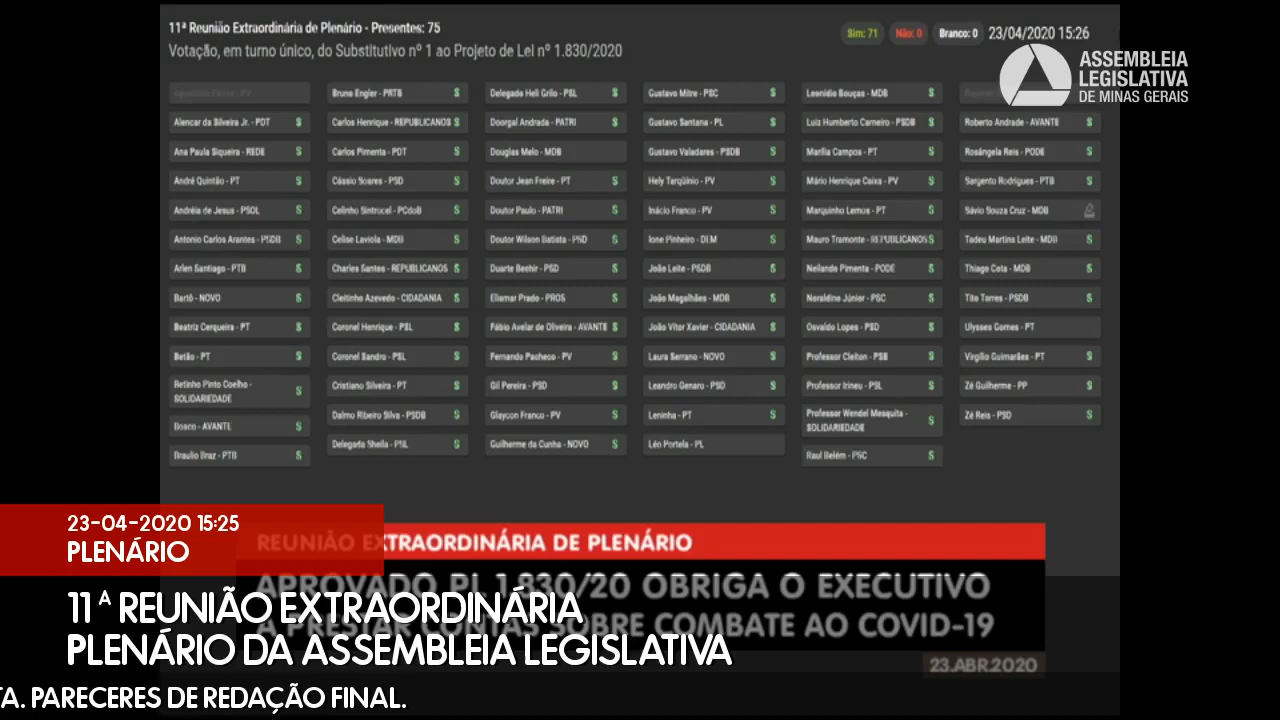 11ª Reunião Extraordinária de Plenário - Presentes: 75
Votação, em turno único, do Substitutivo nº 1 ao Projeto de Lei nº 1.830/2020
Sim: 71 Não: 0 Branco: 0 23/04/2020 15:26
ASSEMBLEIA
LEGISLATIVA
DE MINAS GERAIS
Alencar da Silveira Jr. - PDT S
Ana Paula Siqueira - REDE S
André Quintão - PT S
Andréia de Jesus - PSOL S
Antonio Carlos Arantes - PSDB S
Arlen Santiago - PTB S
Bartô - NOVO S
Beatriz Cerqueira - PT S
Betão - PT S
Betinho Pinto Coelho -
SOLIDARIEDADE S
Bosco - AVANTE S
Braulio Braz - PTB S
Bruno Engler - PRTB S
Carlos Henrique - REPUBLICANOS S
Carlos Pimenta - PDT S
Cássio Soares - PSD S
Celinho Sintrocel - PCdoB S
Celise Laviola - MDB S
Charles Santos - REPUBLICANOS S
Cleitinho Azevedo - CIDADANIA S
Coronel Henrique - PSL S
Coronel Sandro - PSL S
Cristiano Silveira - PT S
Dalmo Ribeiro Silva - PSDB S
Delegada Sheila - PSL S
Delegado Heli Grilo - PSL S
Doorgal Andrada - PATRI S
Douglas Melo - MDB
Doutor Jean Freire - PT S
Doutor Paulo - PATRI S
Doutor Wilson Batista - PSD S
Duarte Bechir - PSD S
Elismar Prado - PROS S
Fábio Avelar de Oliveira - AVANTE S
Fernando Pacheco - PV S
Gil Pereira - PSD S
Glaycon Franco - PV S
Guilherme da Cunha - NOVO S
Gustavo Mitre - PSC S
Gustavo Santana - PL S
Gustavo Valadares - PSDB S
Hely Tarqüínio - PV S
Inácio Franco - PV S
Ione Pinheiro - DEM S
João Leite - PSDB S
João Magalhães - MDB S
João Vítor Xavier - CIDADANIA S
Laura Serrano - NOVO S
Leandro Genaro - PSD S
Leninha - PT S
Léo Portela - PL
Leonídio Bouças - MDB S
Luiz Humberto Carneiro - PSDB S
Marília Campos - PT S
Mário Henrique Caixa - PV S
Marquinho Lemos - PT S
Mauro Tramonte - REPUBLICANOS S
Neilando Pimenta - PODE S
Noraldino Júnior - PSC S
Osvaldo Lopes - PSD S
Professor Cleiton - PSB S
Professor Irineu - PSL S
Professor Wendel Mesquita -
SOLIDARIEDADE S
Raul Belém - PSC S
Roberto Andrade - AVANTE S
Rosângela Reis - PODE S
Sargento Rodrigues - PTB S
Sávio Souza Cruz - MDB
Tadeu Martins Leite - MDB S
Thiago Cota - MDB S
Tito Torres - PSDB S
Ulysses Gomes - PT
Virgílio Guimarães - PT S
Zé Guilherme - PP S
Zé Reis - PSD S
REUNIÃO EXTRAORDINÁRIA DE PLENÁRIO
APROVADO PL 1.830/20 OBRIGA O EXECUTIVO
A PRESTAR CONTAS SOBRE COMBATE AO COVID-19
23.ABR.2020
23-04-2020 15:25
PLENÁRIO
11ª REUNIÃO EXTRAORDINÁRIA
PLENÁRIO DA ASSEMBLEIA LEGISLATIVA
TA. PARECERES DE REDAÇÃO FINAL.